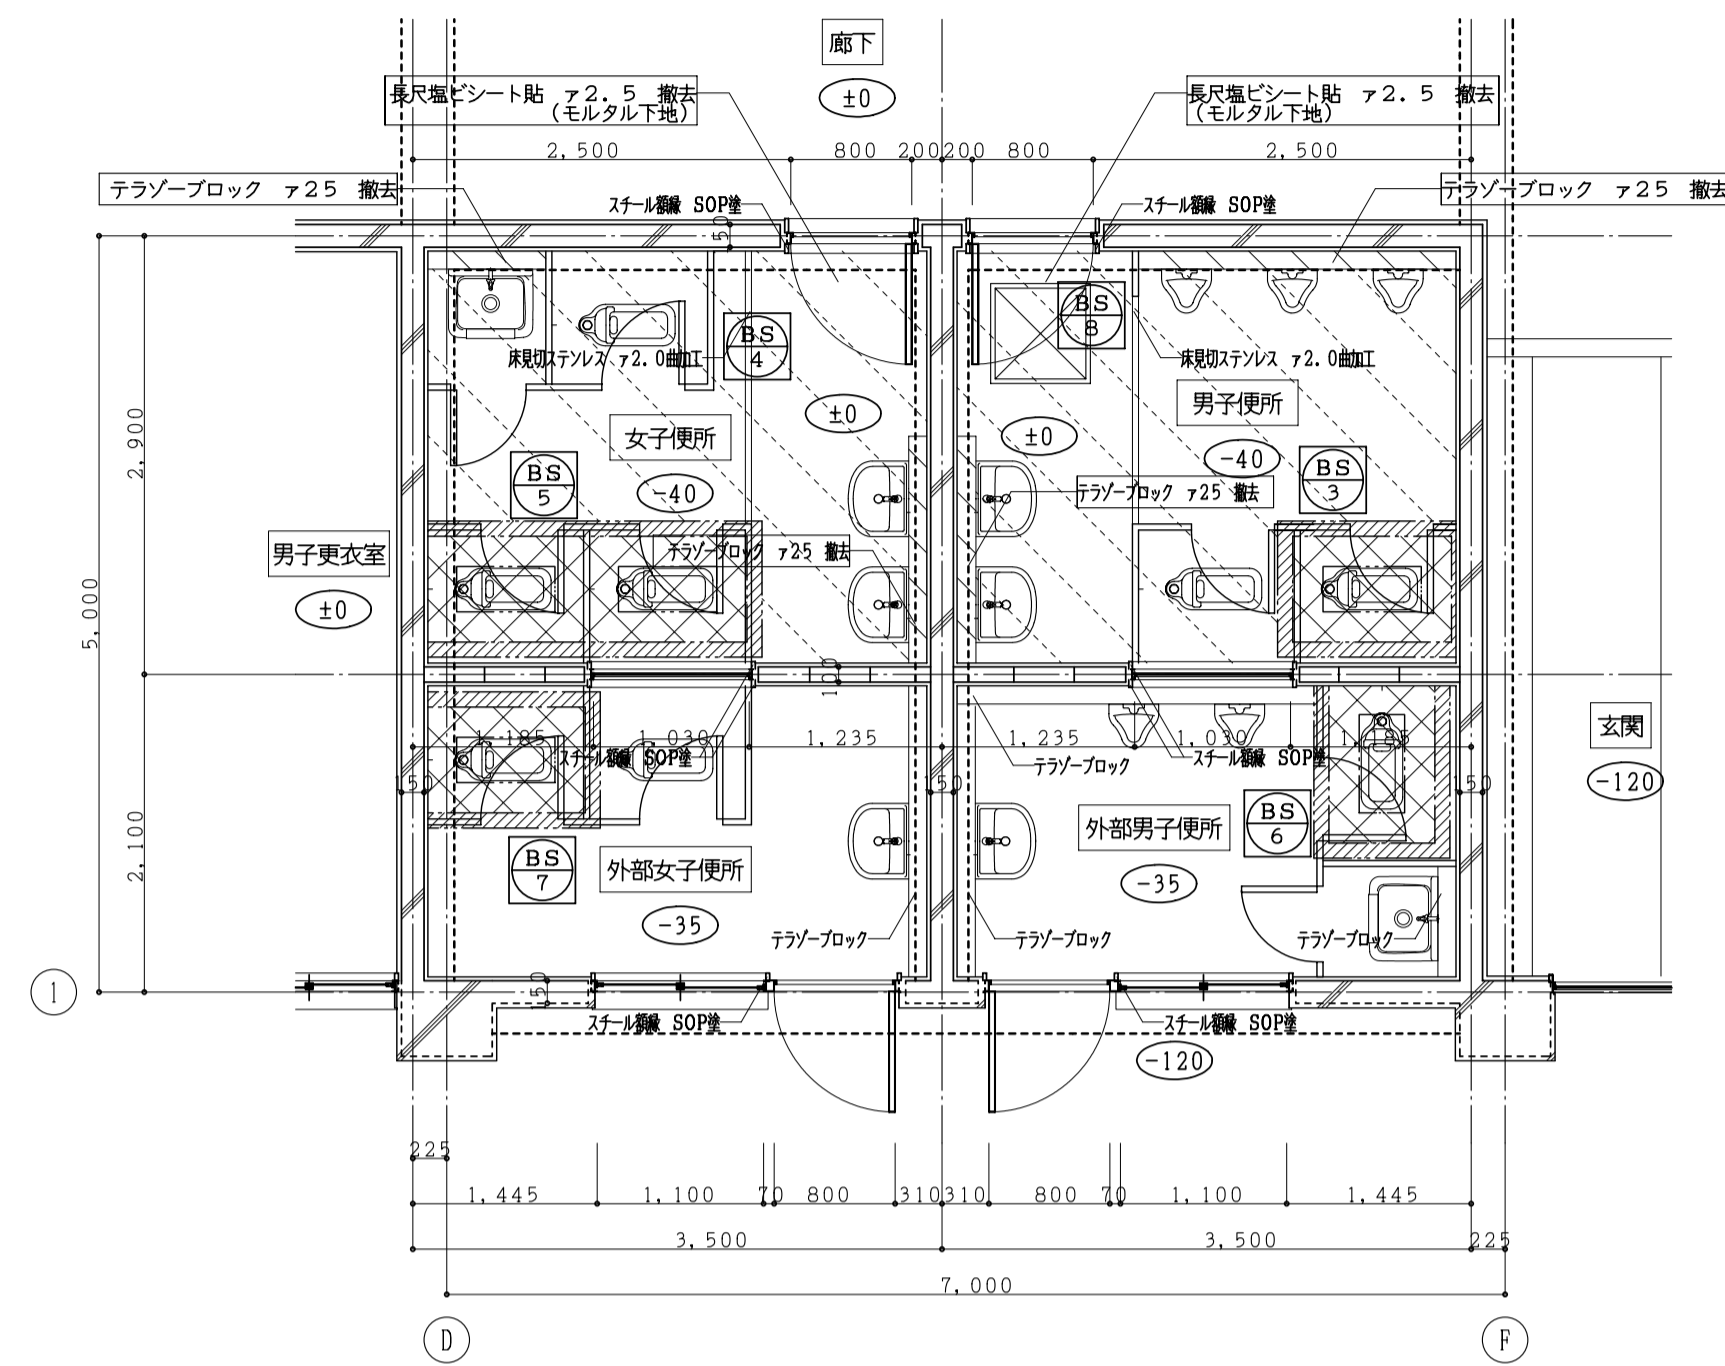 廊下
±0
長尺塩ビシート貼　ァ2.5　撤去
（モルタル下地）
長尺塩ビシート貼　ァ2.5　撤去
（モルタル下地）
2,500
800
200
200
800
2,500
テラゾーブロック　ァ25　撤去
テラゾーブロック　ァ25　撤去
スチール額縁　SOP塗
スチール額縁　SOP塗
50
BS
4
BS
8
床見切ステンレス　ァ2.0曲加工
床見切ステンレス　ァ2.0曲加工
女子便所
±0
±0
男子便所
2,900
BS
5
-40
-40
BS
3
テラゾーブロック　ァ25　撤去
男子更衣室
テラゾーブロック　ァ25　撤去
±0
5,000
100
1,185
1,030
1,235
1,235
1,030
1,185
スチール額縁　SOP塗
テラゾーブロック
スチール額縁　SOP塗
玄関
-120
150
150
150
2,100
BS
7
外部女子便所
外部男子便所
BS
6
-35
-35
テラゾーブロック
テラゾーブロック
テラゾーブロック
1
150
スチール額縁　SOP塗
スチール額縁　SOP塗
-120
225
1,445
1,100
70
800
310
310
800
70
1,100
1,445
3,500
3,500
225
7,000
D
F